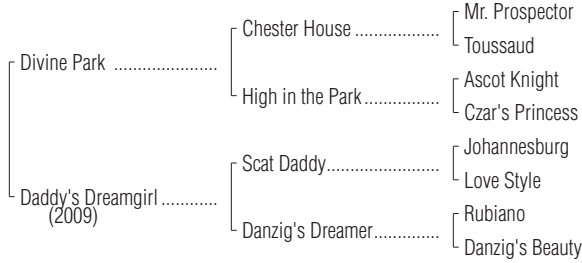 Mr. Prospector
Chester House ..................
Toussaud
Divine Park ......................
Ascot Knight
High in the Park ................
Czar's Princess
Johannesburg
Scat Daddy........................
Love Style
Daddy's Dreamgirl ............
(2009)
Rubiano
Danzig's Dreamer..............
Danzig's Beauty